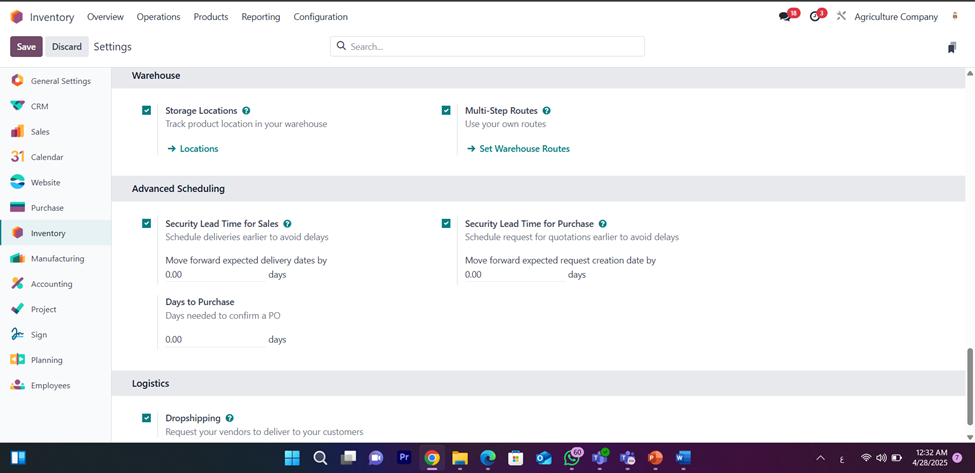 Inventory Overview Operations Products Reporting Configuration 18 3 Agriculture Company
Save Discard Settings Search...
General Settings
CRM
Sales
31 Calendar
Website
Purchase
Inventory
Manufacturing
Accounting
Project
Sign
Planning
Employees
Warehouse
Storage Locations ?
Track product location in your warehouse
→ Locations
Multi-Step Routes ?
Use your own routes
→ Set Warehouse Routes
Advanced Scheduling
Security Lead Time for Sales ?
Schedule deliveries earlier to avoid delays
Move forward expected delivery dates by
0.00 days
Security Lead Time for Purchase ?
Schedule request for quotations earlier to avoid delays
Move forward expected request creation date by
0.00 days
Days to Purchase
Days needed to confirm a PO
0.00 days
Logistics
Dropshipping ?
Request your vendors to deliver to your customers
Pr 60 ع 12:32 AM
4/28/2025 7